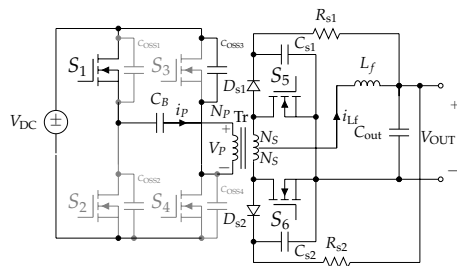 R_s1
C_s1
C_OSS1
C_OSS3
S_1
S_3
S_5
L_f
D_s1
C_B
i_P
N_P
Tr
+
i_Lf
+
V_DC
V_P
N_S
N_S
C_out
V_OUT
−
−
C_OSS2
C_OSS4
S_2
S_4
S_6
D_s2
C_s2
R_s2